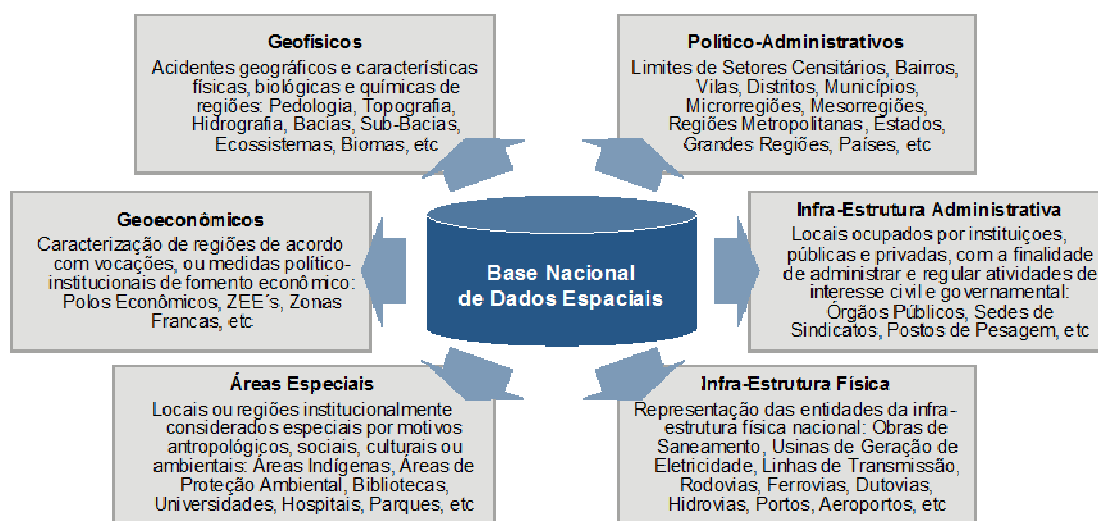 Geofísicos
Acidentes geográficos e características
físicas, biológicas e químicas de
regiões: Pedologia, Topografia,
Hidrografia, Bacias, Sub-Bacias,
Ecossistemas, Biomas, etc
Político-Administrativos
Limites de Setores Censitários, Bairros,
Vilas, Distritos, Municípios,
Microrregiões, Mesorregiões,
Regiões Metropolitanas, Estados,
Grandes Regiões, Países, etc
Geoeconômicos
Caracterização de regiões de acordo
com vocações, ou medidas político-
institucionais de fomento econômico:
Polos Econômicos, ZEE´s, Zonas
Francas, etc
Base Nacional
de Dados Espaciais
Infra-Estrutura Administrativa
Locais ocupados por instituiçoes,
públicas e privadas, com a finalidade
de administrar e regular atividades de
interesse civil e governamental:
Órgãos Públicos, Sedes de
Sindicatos, Postos de Pesagem, etc
Áreas Especiais
Locais ou regiões institucionalmente
considerados especiais por motivos
antropológicos, sociais, culturais ou
ambientais: Áreas Indígenas, Áreas de
Proteção Ambiental, Bibliotecas,
Universidades, Hospitais, Parques, etc
Infra-Estrutura Física
Representação das entidades da infra-
estrutura física nacional: Obras de
Saneamento, Usinas de Geração de
Eletricidade, Linhas de Transmissão,
Rodovias, Ferrovias, Dutovias,
Hidrovias, Portos, Aeroportos, etc